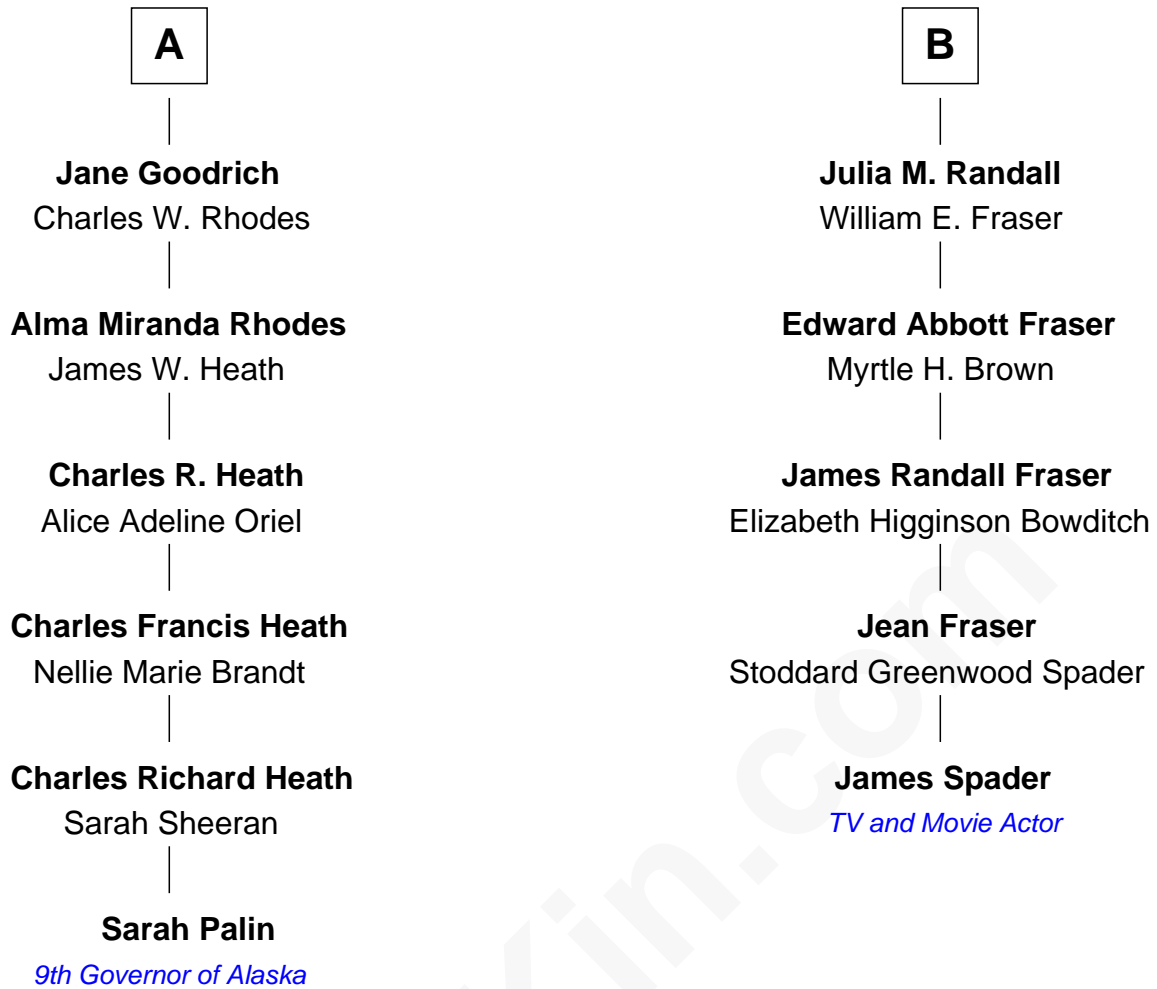 A
Jane Goodrich
Charles W. Rhodes
Alma Miranda Rhodes
James W. Heath
Charles R. Heath
Alice Adeline Oriel
Charles Francis Heath
Nellie Marie Brandt
Charles Richard Heath
Sarah Sheeran
Sarah Palin
9th Governor of Alaska
B
Julia M. Randall
William E. Fraser
Edward Abbott Fraser
Myrtle H. Brown
James Randall Fraser
Elizabeth Higginson Bowditch
Jean Fraser
Stoddard Greenwood Spader
James Spader
TV and Movie Actor
Kin.com